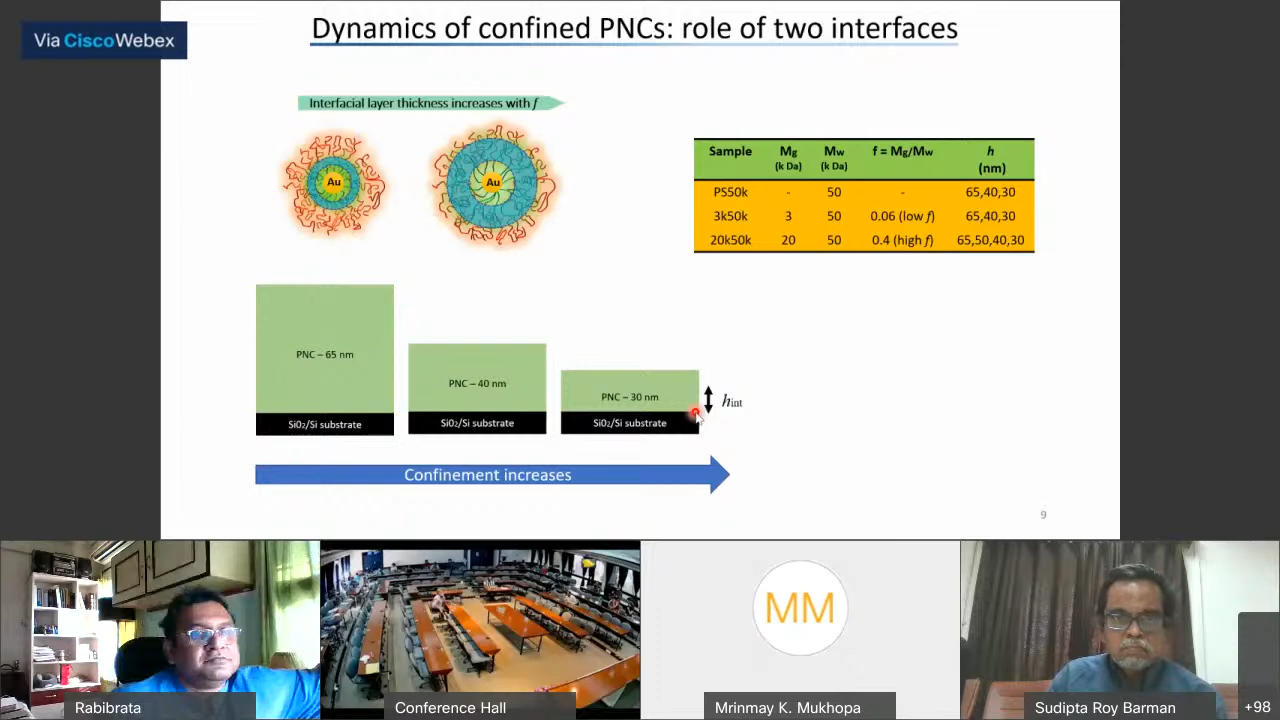 Via Cisco Webex
Dynamics of confined PNCs: role of two interfaces
Interfacial layer thickness increases with f
Au
Au
Sample Mg (k Da) Mw (k Da) f = Mg/Mw h (nm)
PS50k - 50 - 65,40,30
3k50k 3 50 0.06 (low f) 65,40,30
20k50k 20 50 0.4 (high f) 65,50,40,30
PNC – 65 nm
SiO2/Si substrate
PNC – 40 nm
SiO2/Si substrate
PNC – 30 nm
SiO2/Si substrate
hint
Confinement increases
9
MM
Rabibrata
Conference Hall
Mrinmay K. Mukhopa
Sudipta Roy Barman
+98